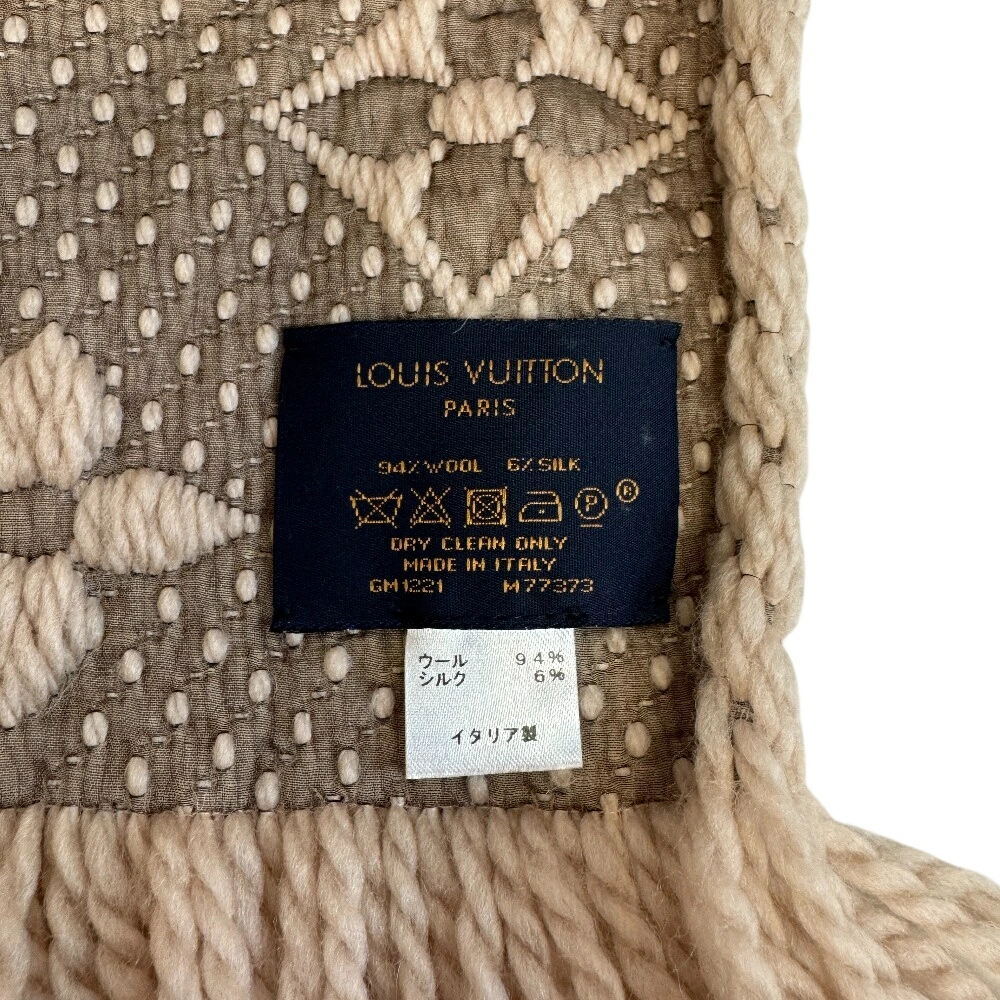 LOUIS VUITTON
PARIS
94% WOOL 6% SILK
P ®
DRY CLEAN ONLY
MADE IN ITALY
GM1221 M77373
ウール 94%
シルク 6%
イタリア製